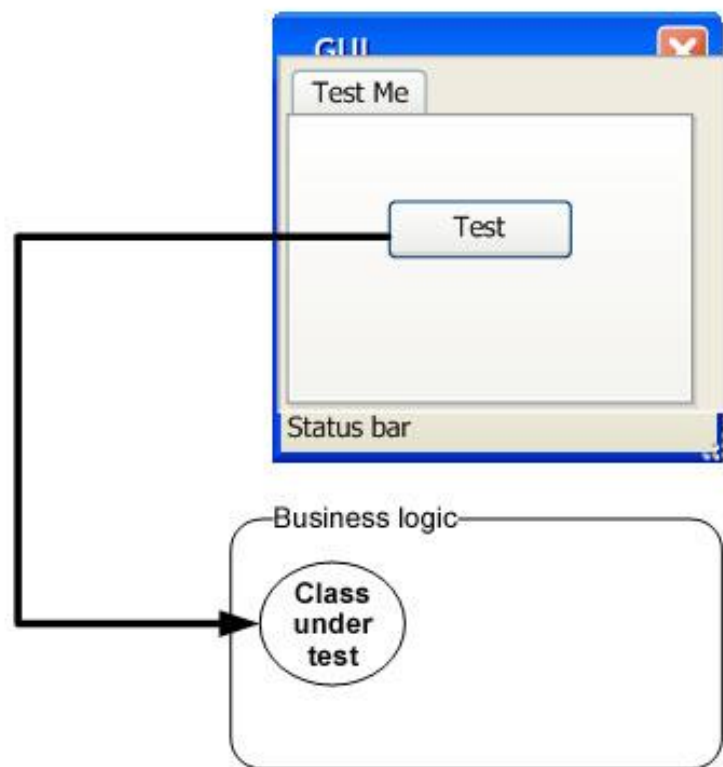 GUI
Test Me
Test
Status bar
Business logic
Class
under
test